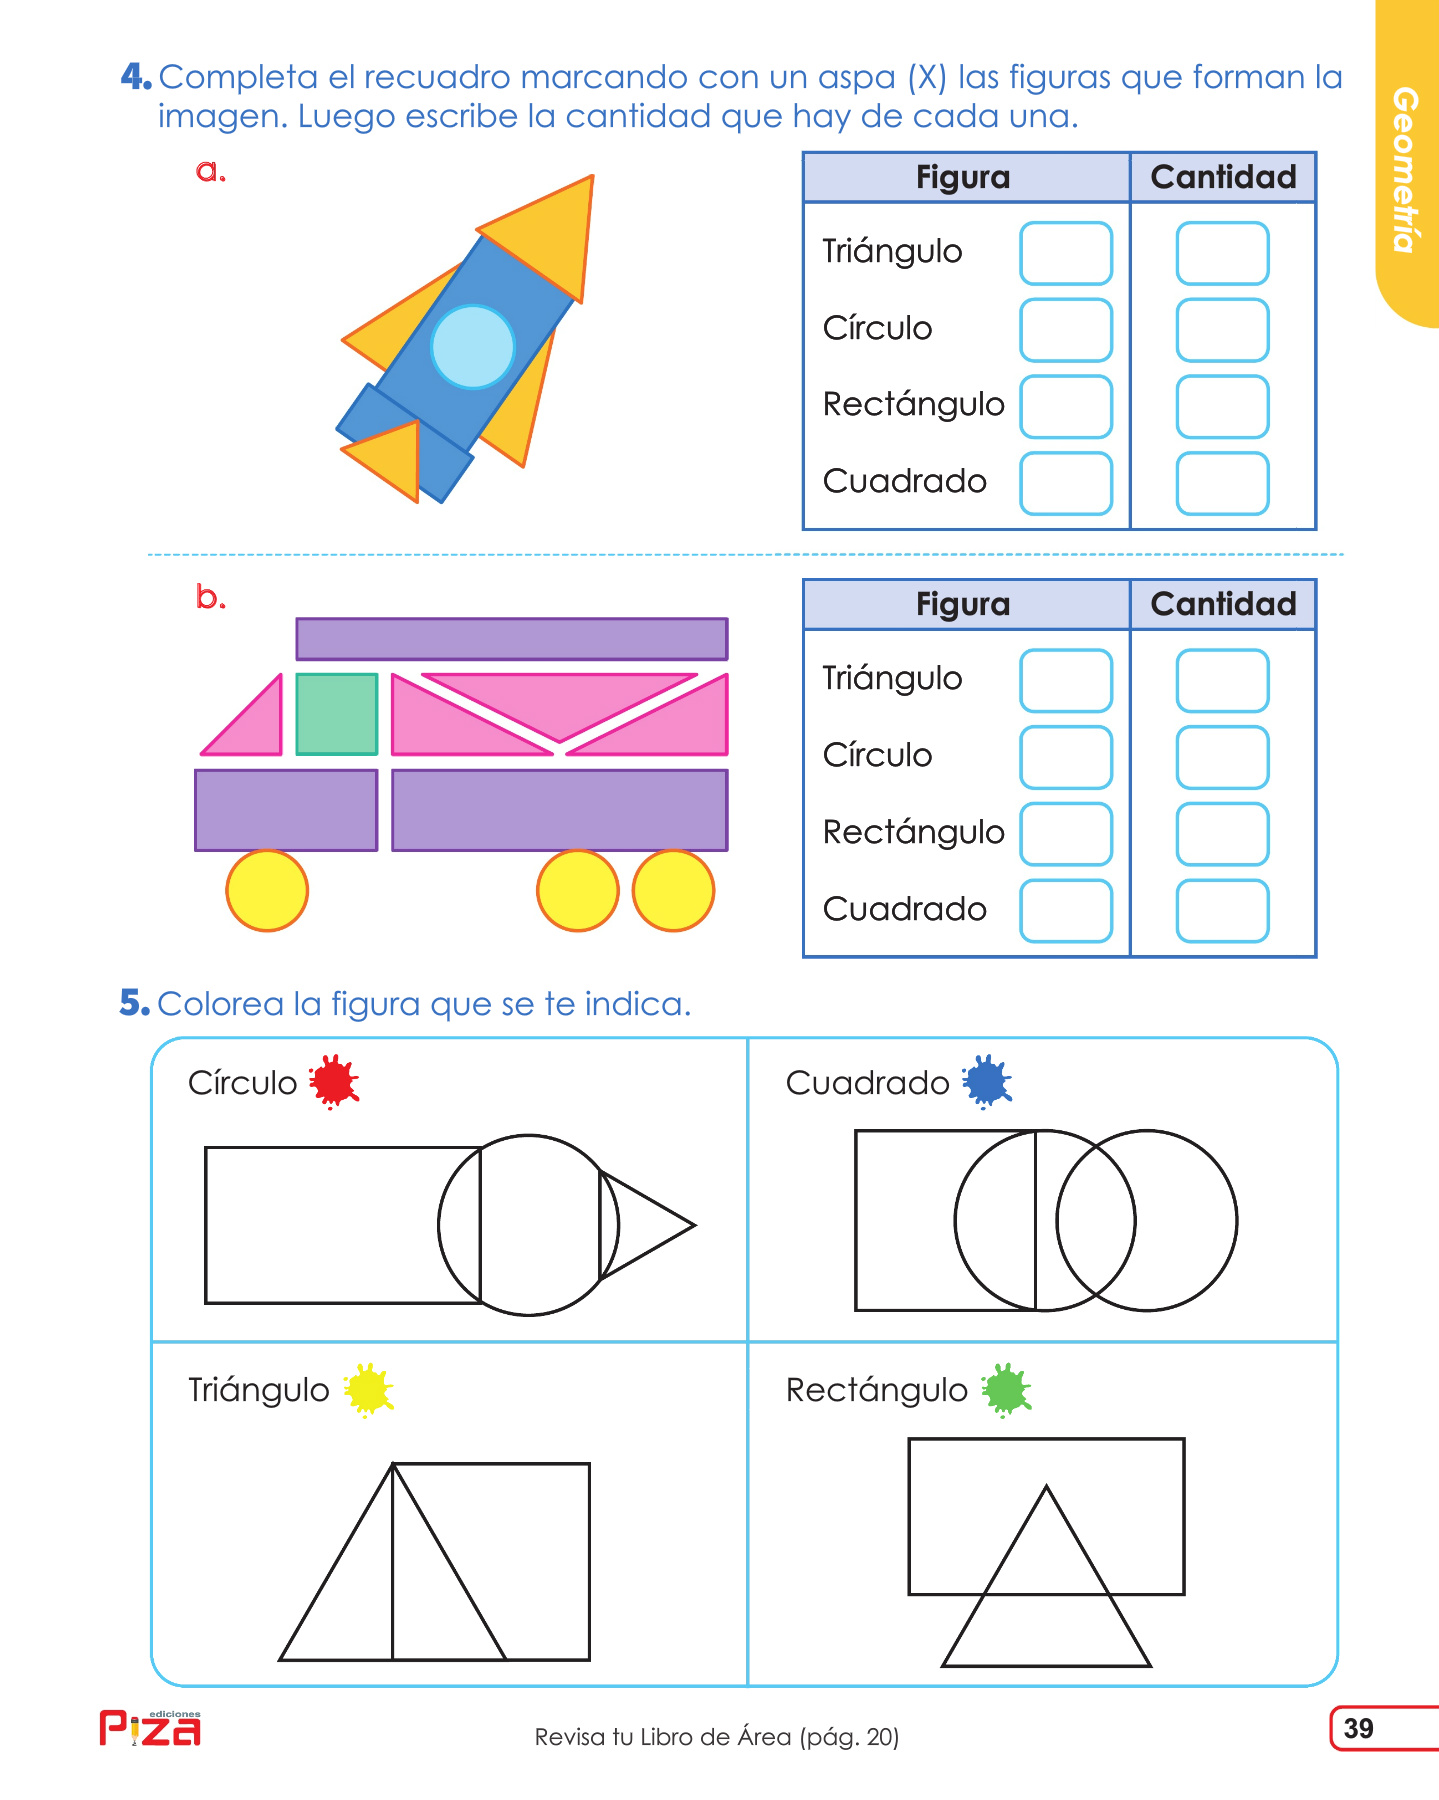 4. Completa el recuadro marcando con un aspa (X) las figuras que forman la
imagen. Luego escribe la cantidad que hay de cada una.
Geometría
a.
Figura Cantidad
Triángulo
Círculo
Rectángulo
Cuadrado
b.
Figura Cantidad
Triángulo
Círculo
Rectángulo
Cuadrado
5. Colorea la figura que se te indica.
Círculo
Cuadrado
Triángulo
Rectángulo
ediciones
Piza
Revisa tu Libro de Área (pág. 20)
39